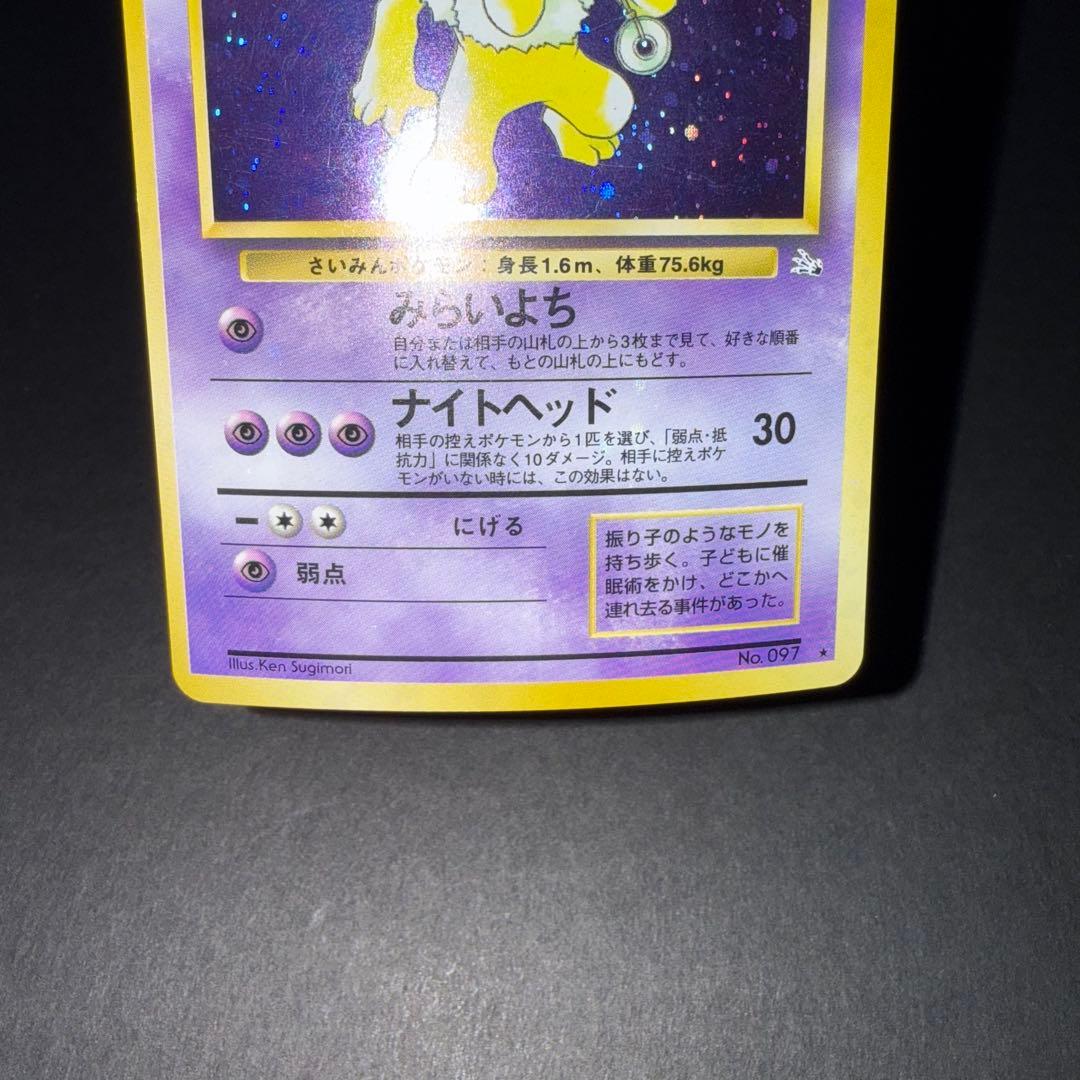 さいみんポケモン：身長1.6m、体重75.6kg
みらいよち
自分または相手の山札の上から3枚まで見て、好きな順番
に入れ替えて、もとの山札の上にもどす。
ナイトヘッド
相手の控えポケモンから1匹を選び、「弱点・抵
抗力」に関係なく10ダメージ。相手に控えポケ
モンがいない時には、この効果はない。
30
にげる
弱点
振り子のようなモノを
持ち歩く。子どもに催
眠術をかけ、どこかへ
連れ去る事件があった。
Illus.Ken Sugimori
No.097 ★